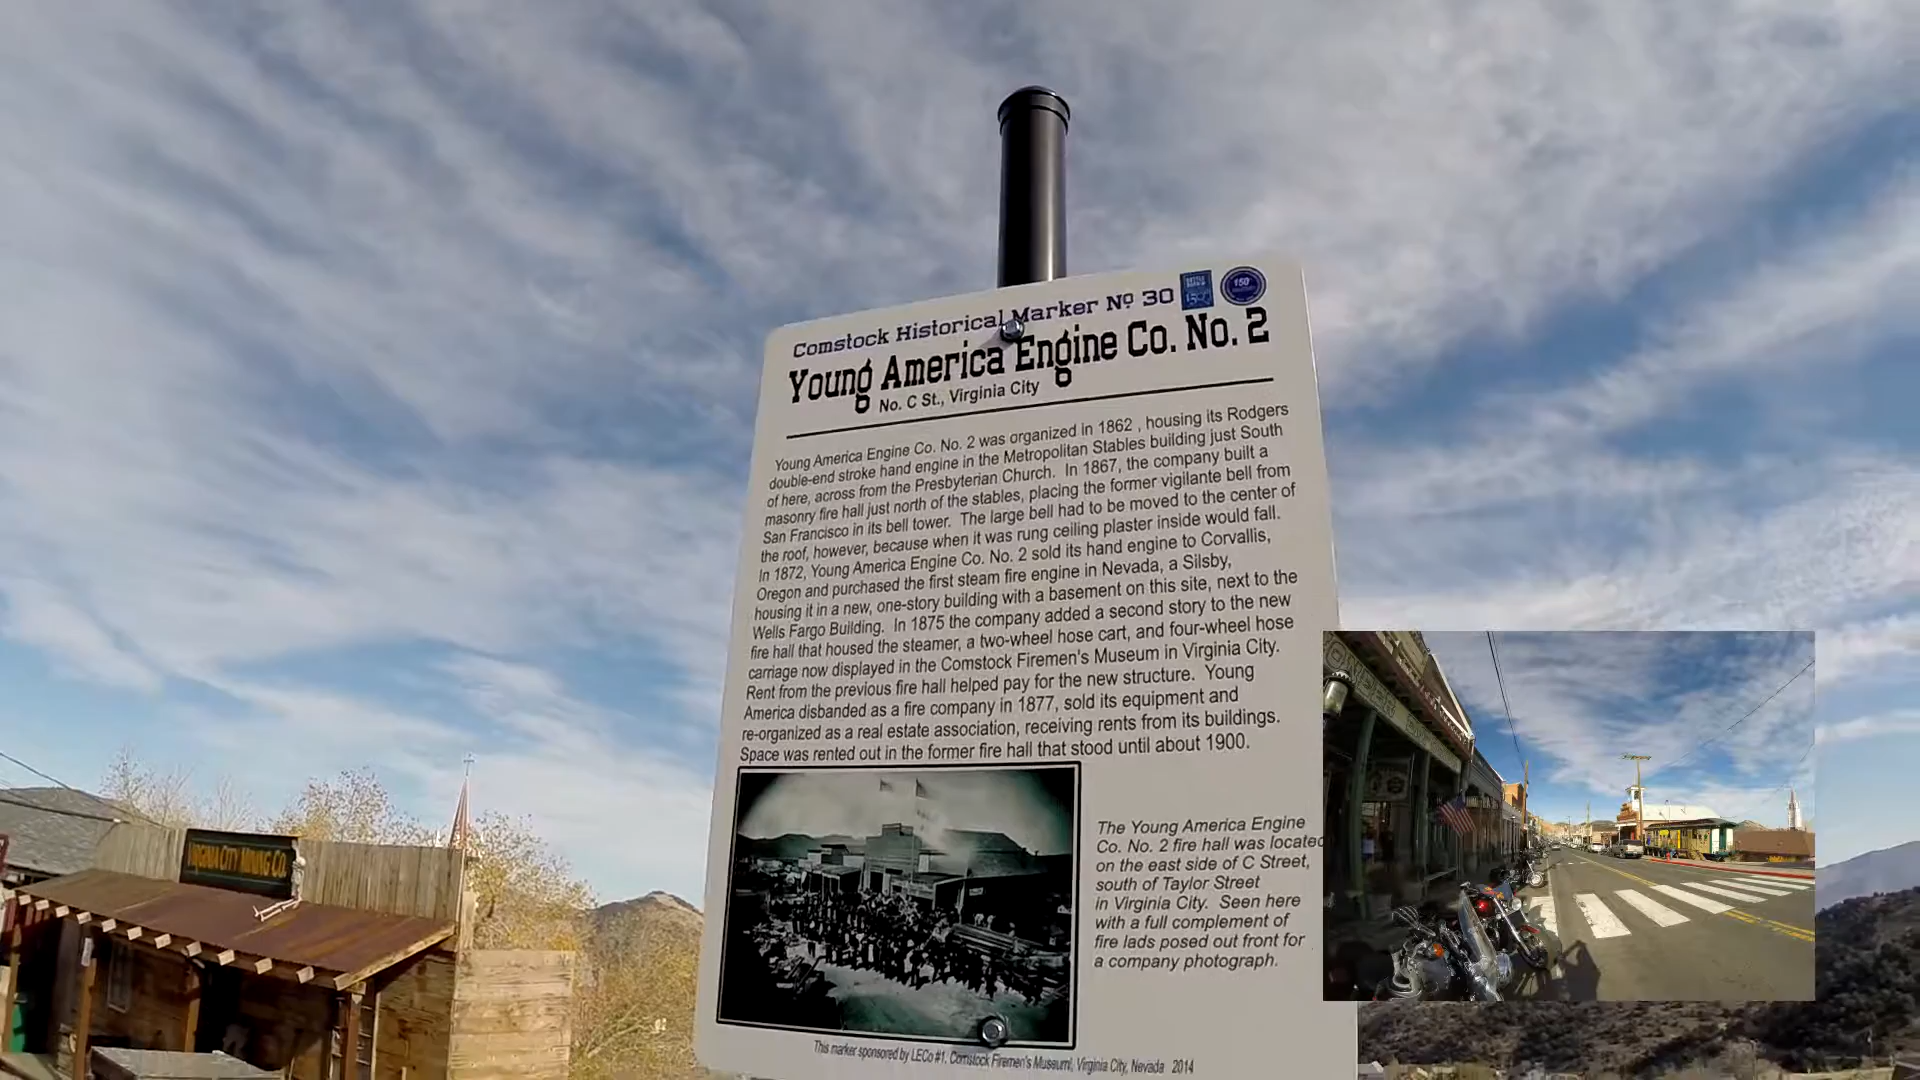 Comstock Historical Marker Nº 30
150
Young America Engine Co. No. 2
No. C St., Virginia City
Young America Engine Co. No. 2 was organized in 1862 , housing its Rodgers
double-end stroke hand engine in the Metropolitan Stables building just South
of here, across from the Presbyterian Church. In 1867, the company built a
masonry fire hall just north of the stables, placing the former vigilante bell from
San Francisco in its bell tower. The large bell had to be moved to the center of
the roof, however, because when it was rung ceiling plaster inside would fall.
In 1872, Young America Engine Co. No. 2 sold its hand engine to Corvallis,
Oregon and purchased the first steam fire engine in Nevada, a Silsby,
housing it in a new, one-story building with a basement on this site, next to the
Wells Fargo Building. In 1875 the company added a second story to the new
fire hall that housed the steamer, a two-wheel hose cart, and four-wheel hose
carriage now displayed in the Comstock Firemen's Museum in Virginia City.
Rent from the previous fire hall helped pay for the new structure. Young
America disbanded as a fire company in 1877, sold its equipment and
re-organized as a real estate association, receiving rents from its buildings.
Space was rented out in the former fire hall that stood until about 1900.
The Young America Engine
Co. No. 2 fire hall was located
on the east side of C Street,
south of Taylor Street
in Virginia City. Seen here
with a full complement of
fire lads posed out front for
a company photograph.
This marker sponsored by LECo #1. Comstock Firemen's Museum, Virginia City, Nevada 2014
VIRGINIA CITY MINING CO.